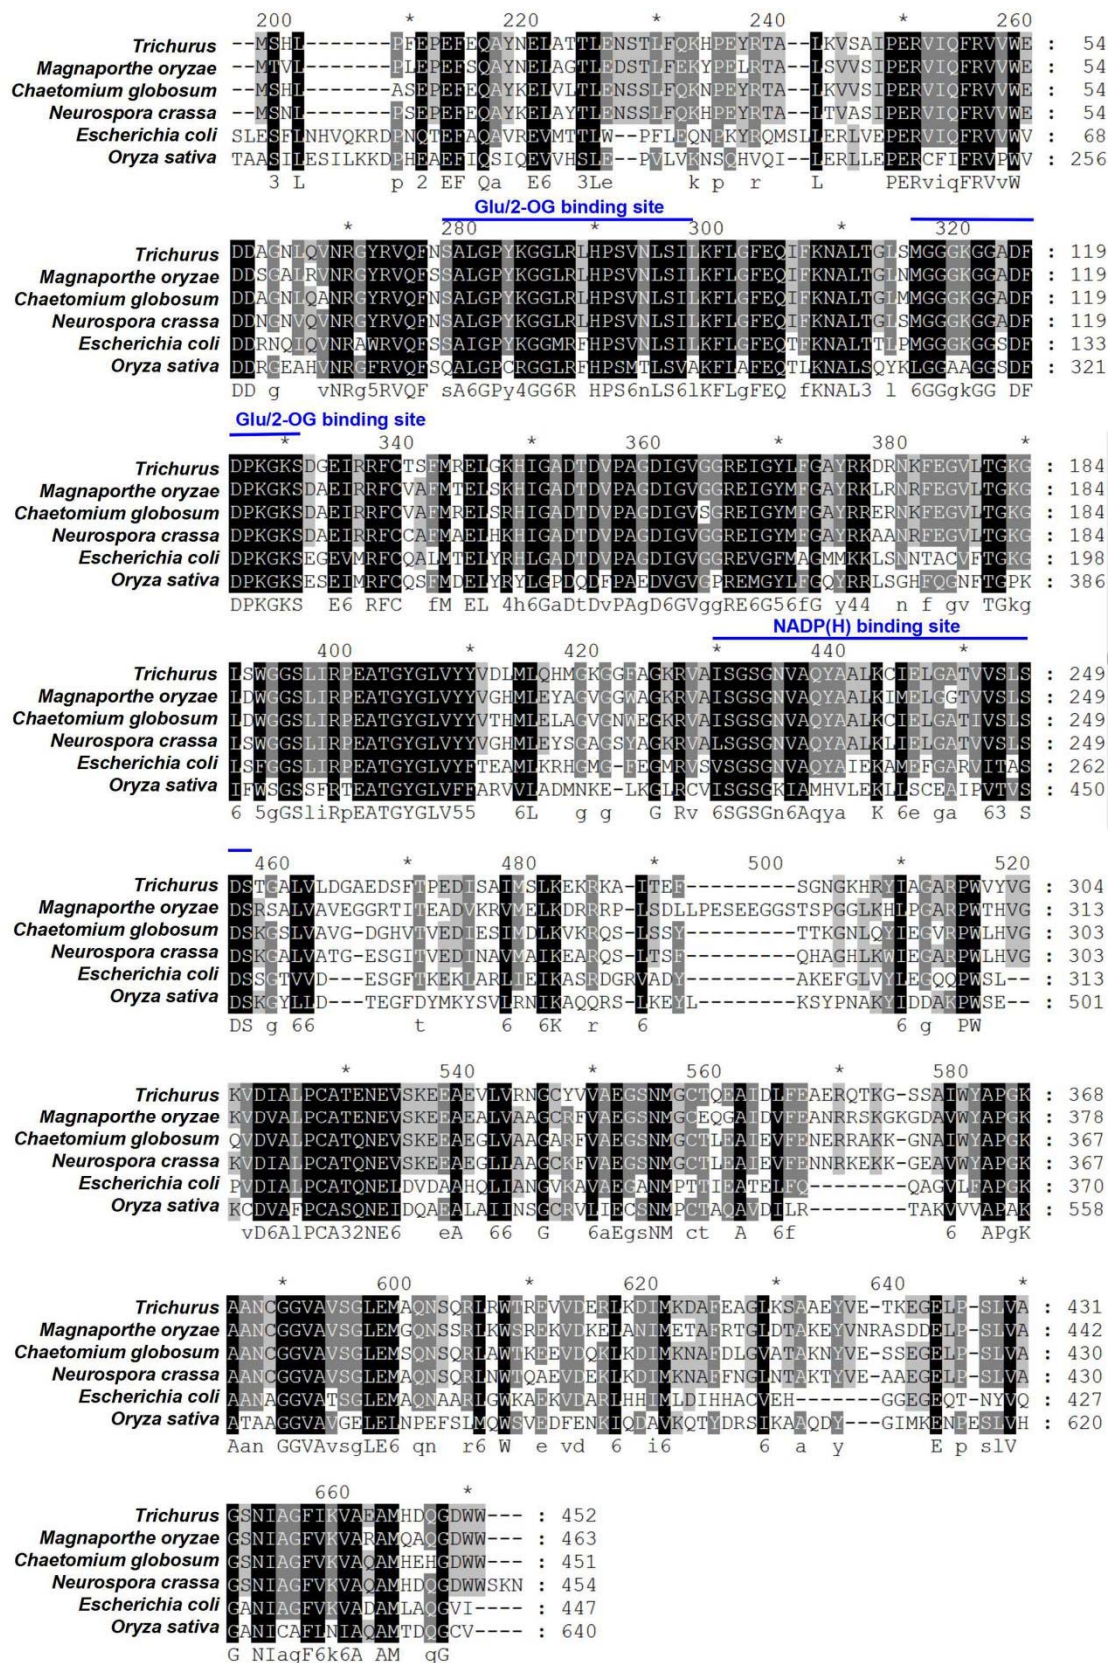 200 * 220 * 240 * 260
Trichurus --MSHL-------PFEPEFEQAYNELATTLENSTLFQKHPEYRTA--LKVSAIPERVIQFRVVWE : 54
Magnaporthe oryzae --MTVL-------PLEPEFSQAYNELAGTLEDSTLFEKYPELRTA--LSVVSIPERVIQFRVVWE : 54
Chaetomium globosum --MSHL-------ASEPEFEQAYKELVLTLENSSLFQKNPEYRTA--LKVVSIPERVIQFRVVWE : 54
Neurospora crassa --MSNL-------PSEPEFEQAYKELAYTLENSSLFQKHPEYRTA--LTVASIPERVIQFRVVWE : 54
Escherichia coli SLESFLNHVQKRDPNQTEFAQAVREVMTTLW--PFLEQNPKYRQMSLLERLVEPERVIQFRVVWV : 68
Oryza sativa TAASILESILKKDPHEAEFIQSIQEVVHSLE--PVLVKNSQHVQI--LERLLEPERCFIFRVPWV : 256
3 L p 2 EF Qa E6 3Le k p r L PERviqFRVvW
Glu/2-OG binding site
* 280 * 300 * 320
Trichurus DDAGNLQVNRGYRVQFNSALGPYKGGLRLHPSVNLSILKFLGFEQIFKNALTGLSMGGGKGGADF : 119
Magnaporthe oryzae DDSGALRVNRGYRVQFNSALGPYKGGLRLHPSVNLSILKFLGFEQIFKNALTGLNMGGGKGGADF : 119
Chaetomium globosum DDAGNLQANRGYRVQFNSALGPYKGGLRLHPSVNLSILKFLGFEQIFKNALTGLMMGGGKGGADF : 119
Neurospora crassa DDNGNVQVNRGYRVQFNSALGPYKGGLRLHPSVNLSILKFLGFEQIFKNALTGLSMGGGKGGADF : 119
Escherichia coli DDRNQIQVNRAWRVQFSSAIGPYKGGMRFHPSVNLSILKFLGFEQTFKNALTTLPMGGGKGGSDF : 133
Oryza sativa DDRGEAHVNRGFRVQFSQALGPCRGGLRFHPSMTLSVAKFLAFEQTLKNALSQYKLGGAAGGSDF : 321
DD g vNRg5RVQF sA6GPy4GG6R HPS6nLS6lKFLgFEQ fKNAL3 l 6GGgkGG DF
Glu/2-OG binding site
* 340 * 360 * 380 *
Trichurus DPKGKSDGEIRRFCTSFMRELGKHIGADTDVPAGDIGVGGREIGYLFGAYRKDRNKFEGVLTGKG : 184
Magnaporthe oryzae DPKGKSDAEIRRFCVAFMTELSKHIGADTDVPAGDIGVGGREIGYMFGAYRKLRNRFEGVLTGKG : 184
Chaetomium globosum DPKGKSDAEIRRFCVAFMRELSRHIGADTDVPAGDIGVSGREIGYMFGAYRRERNKFEGVLTGKG : 184
Neurospora crassa DPKGKSDAEIRRFCCAFMAELHKHIGADTDVPAGDIGVGGREIGYMFGAYRKAANRFEGVLTGKG : 184
Escherichia coli DPKGKSEGEVMRFCQALMTELYRHLGADTDVPAGDIGVGGREVGFMAGMMKKLSNNTACVFTGKG : 198
Oryza sativa DPKGKSESEIMRFCQSFMDELYRYLGPDQDFPAEDVGVGPREMGYLFGQYRRLSGHFQGNFTGPK : 386
DPKGKS E6 RFC fM EL 4h6GaDtDvPAgD6GVggRE6G56fG y44 n f gv TGkg
NADP(H) binding site
400 * 420 * 440 *
Trichurus LSWGGSLIRPEATGYGLVYYVDLMLQHMGKGGFAGKRVAISGSGNVAQYAALKCIELGATVVSLS : 249
Magnaporthe oryzae LDWGGSLIRPEATGYGLVYYVGHMLEYAGVGGFAGKRVAISGSGNVAQYAALKIMELGGTVVSLS : 249
Chaetomium globosum LDWGGSLIRPEATGYGLVYYVTHMLELAGVGNWEGKRVAISGSGNVAQYAALKCIELGATIVSLS : 249
Neurospora crassa LSWGGSLIRPEATGYGLVYYVGHMLEYSGAGSYAGKRVALSGSGNVAQYAALKLIELGATVVSLS : 249
Escherichia coli LSFGGSLIRPEATGYGLVYFTEAMLKRHGMG-FEGMRVSVSGSGNVAQYAIEKAMEFGARVITAS : 262
Oryza sativa IFWSGSSFRTEATGYGLVFFARVVLADMNKE-LKGLRCVISGSGKIAMHVLEKLLSCEAIPVTVS : 450
6 5gGSliRpEATGYGLV55 6L g g G Rv 6SGSGn6Aqya K 6e ga 63 S
460 * 480 * 500 * 520
Trichurus DSTGALVLDGAEDSFTPEDISAIMSLKEKRKA-ITEF---------SGNGKHRYIAGARPWVYVG : 304
Magnaporthe oryzae DSRSALVAVEGGRTITEADVKRVMELKDRRRP-LSDLLPESEEGGSTSPGGLKHLPGARPWTHVG : 313
Chaetomium globosum DSKGSLVAVG-DGHVTVEDIESIMDLKVKRQS-LSSY---------TTKGNLQYIEGVRPWLHVG : 303
Neurospora crassa DSKGALVATG-ESGITVEDINAVMAIKEARQS-LTSF---------QHAGHLKWIEGARPWLHVG : 303
Escherichia coli DSSGTVVD---ESGFTKEKLARLIEIKASRDGRVADY---------AKEFGLVYLEGQQPWSL-- : 313
Oryza sativa DSKGYLLD---TEGFDYMKYSVLRNIKAQQRS-LKEYL--------KSYPNAKYIDDAKPWSE-- : 501
DS g 66 t 6 6K r 6 6 g PW
* 540 * 560 * 580
Trichurus KVDIALPCATENEVSKEEAEVLVRNGCYVVAEGSNMGCTQEAIDLFEAERQTKG-SSAIWYAPGK : 368
Magnaporthe oryzae KVDVALPCATENEVSKEEAEALVAAGCRFVAEGSNMGCEQGAIDVFEANRRSKGKGDAVWYAPGK : 378
Chaetomium globosum QVDVALPCATQNEVSKEEAEGLVAAGARFVAEGSNMGCTLEAIEVFENERRAKK-GNAIWYAPGK : 367
Neurospora crassa KVDIALPCATQNEVSKEEAEGLLAAGCKFVAEGSNMGCTLEAIEVFENNRKEKK-GEAVWYAPGK : 367
Escherichia coli PVDIALPCATQNELDVDAAHQLIANGVKAVAEGANMPTTIEATELFQ--------QAGVLFAPGK : 370
Oryza sativa KCDVAFPCASQNEIDQAEALAIINSGCRVLIECSNMPCTAQAVDILR--------TAKVVVAPAK : 558
vD6AlPCA32NE6 eA 66 G 6aEgsNM ct A 6f 6 APgK
* 600 * 620 * 640 *
Trichurus AANCGGVAVSGLEMAQNSQRLRWTREVVDERLKDIMKDAFEAGLKSAAEYVE-TKEGELP-SLVA : 431
Magnaporthe oryzae AANCGGVAVSGLEMGQNSSRLKWSREKVDKELANIMETAFRTGLDTAKEYVNRASDDELP-SLVA : 442
Chaetomium globosum AANCGGVAVSGLEMSQNSQRLAWTKEEVDQKLKDIMKNAFDLGVATAKNYVE-SSEGELP-SLVA : 430
Neurospora crassa AANCGGVAVSGLEMAQNSQRLNWTQAEVDEKLKDIMKNAFFNGLNTAKTYVE-AAEGELP-SLVA : 430
Escherichia coli AANAGGVATSGLEMAQNAARLGWKAEKVDARLHHIMLDIHHACVEH-----GGEGEQT-NYVQ : 427
Oryza sativa ATAAGGVAVGELELNPEFSLMQWSVEDFENKIQDAVKQTYDRSIKAAQDY---GIMKENPESLVH : 620
Aan GGVAvsgLE6 qn r6 W e vd 6 i6 6 a y E p slV
660 *
Trichurus GSNIAGFIKVAEAMHDQGDWW--- : 452
Magnaporthe oryzae GSNIAGFVKVARAMQAQGDWW--- : 463
Chaetomium globosum GSNIAGFVKVAQAMHEHGDWW--- : 451
Neurospora crassa GSNIAGFVKVAQAMHDQGDWWSKN : 454
Escherichia coli GANIAGFVKVADAMLAQGVI---- : 447
Oryza sativa GANICAFLNIAQAMTDQGCV---- : 640
G NIagF6k6A AM qG